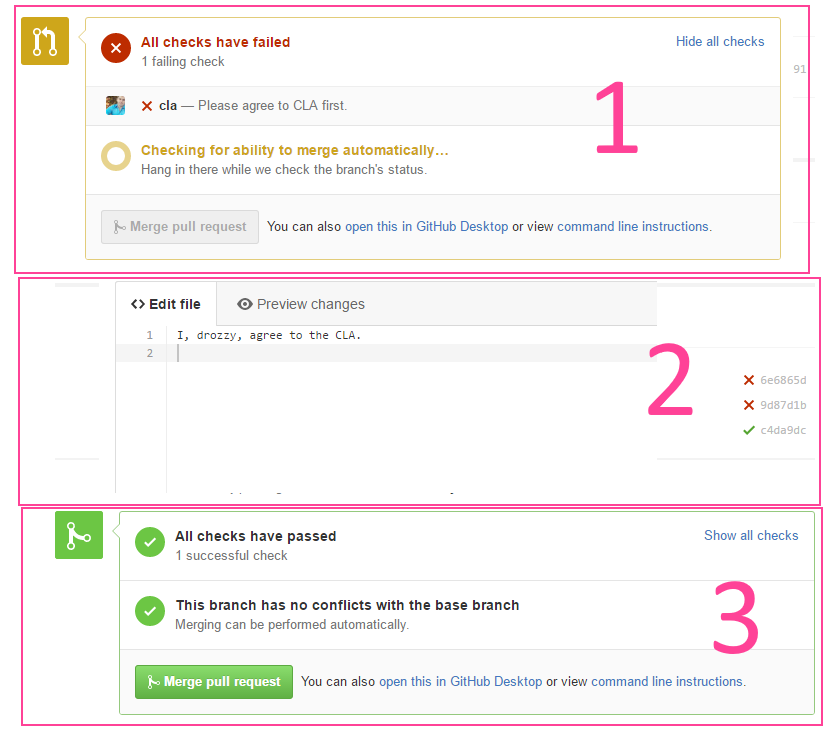 All checks have failed
Hide all checks
1 failing check
91
cla — Please agree to CLA first.
1
Checking for ability to merge automatically…
Hang in there while we check the branch's status.
Merge pull request You can also open this in GitHub Desktop or view command line instructions.
Edit file Preview changes
1 I, drozzy, agree to the CLA.
2
2
6e6865d
9d87d1b
c4da9dc
All checks have passed
Show all checks
1 successful check
This branch has no conflicts with the base branch
Merging can be performed automatically.
3
Merge pull request You can also open this in GitHub Desktop or view command line instructions.